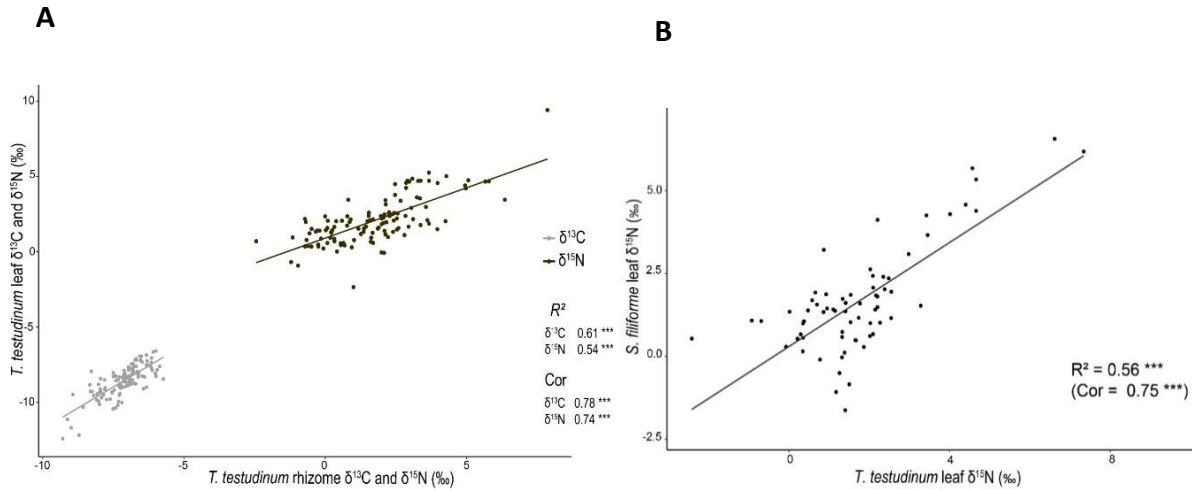 A
T. testudinum leaf δ¹³C and δ¹⁵N (‰)
10
5
0
-5
-10
-10
-5
0
5
T. testudinum rhizome δ¹³C and δ¹⁵N (‰)
δ¹³C
δ¹⁵N
R²
δ¹³C 0.61 ***
δ¹⁵N 0.54 ***
Cor
δ¹³C 0.78 ***
δ¹⁵N 0.74 ***
B
S. filiforme leaf δ¹⁵N (‰)
5.0
2.5
0.0
-2.5
0
4
8
T. testudinum leaf δ¹⁵N (‰)
R² = 0.56 ***
(Cor = 0.75 ***)